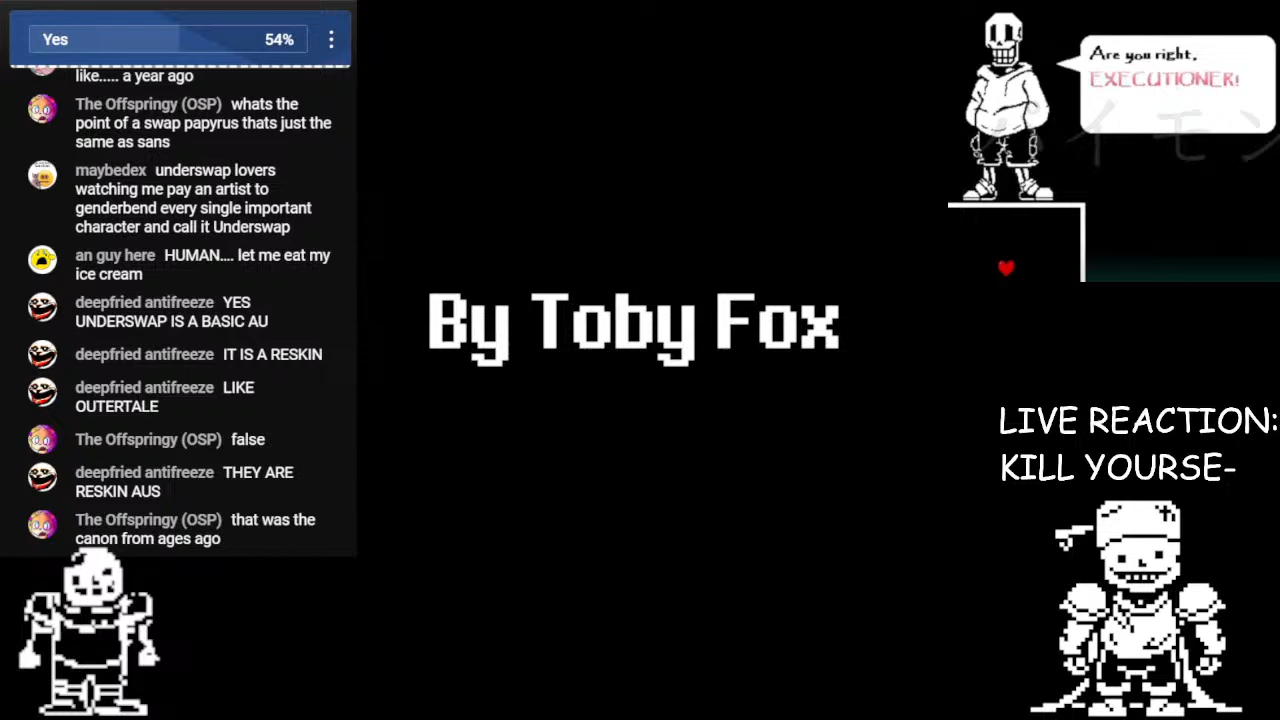 Yes 54%
like..... a year ago
The Offspringy (OSP) whats the
point of a swap papyrus thats just the
same as sans
maybedex underswap lovers
watching me pay an artist to
genderbend every single important
character and call it Underswap
an guy here HUMAN.... let me eat my
ice cream
deepfried antifreeze YES
UNDERSWAP IS A BASIC AU
deepfried antifreeze IT IS A RESKIN
deepfried antifreeze LIKE
OUTERTALE
The Offspringy (OSP) false
deepfried antifreeze THEY ARE
RESKIN AUS
The Offspringy (OSP) that was the
canon from ages ago
By Toby Fox
Are you right,
EXECUTIONER!
イモン
LIVE REACTION:
KILL YOURSE-